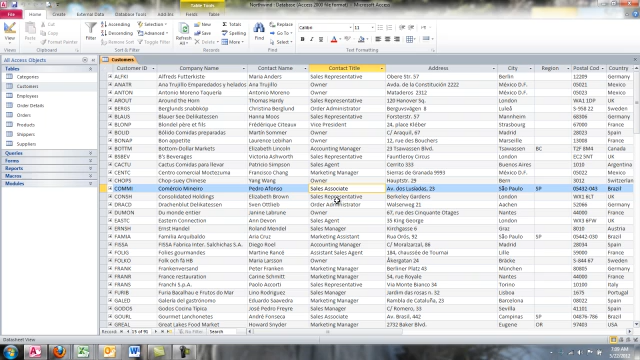 Table Tools
Northwind : Database (Access 2000 file format) - Microsoft Access
File Home Create External Data Database Tools Fields Table
View Paste Filter Ascending Descending Refresh All New Save Find Calibri 11
All Access Objects
Tables
Categories
Customers
Employees
Order Details
Orders
Products
Shippers
Suppliers
Queries
Forms
Reports
Macros
Modules
Customers
Customer ID Company Name Contact Name Contact Title Address City Region Postal Cod Country
ALFKI Alfreds Futterkiste Maria Anders Sales Representative Obere Str. 57 Berlin 12209 Germany
ANATR Ana Trujillo Emparedados y helados Ana Trujillo Owner Avda. de la Constitución 2222 México D.F. 05021 Mexico
ANTON Antonio Moreno Taquería Antonio Moreno Owner Mataderos 2312 México D.F. 05023 Mexico
AROUT Around the Horn Thomas Hardy Sales Representative 120 Hanover Sq. London WA1 1DP UK
BERGS Berglunds snabbköp Christina Berglund Order Administrator Berguvsvägen 8 Luleå S-958 22 Sweden
BLAUS Blauer See Delikatessen Hanna Moos Sales Representative Forsterstr. 57 Mannheim 68306 Germany
BLONP Blondel père et fils Frédérique Citeaux Marketing Manager 24, place Kléber Strasbourg 67000 France
BOLID Bólido Comidas preparadas Martín Sommer Owner C/ Araquil, 67 Madrid 28023 Spain
BONAP Bon app' Laurence Lebihan Owner 12, rue des Bouchers Marseille 13008 France
BOTTM Bottom-Dollar Markets Elizabeth Lincoln Accounting Manager 23 Tsawassen Blvd. Tsawassen BC T2F 8M4 Canada
BSBEV B's Beverages Victoria Ashworth Sales Representative Fauntleroy Circus London EC2 5NT UK
CACTU Cactus Comidas para llevar Patricio Simpson Sales Agent Cerrito 333 Buenos Aires 1010 Argentina
CENTC Centro comercial Moctezuma Francisco Chang Marketing Manager Sierras de Granada 9993 México D.F. 05022 Mexico
CHOPS Chop-suey Chinese Yang Wang Owner Hauptstr. 29 Bern 3012 Switzerland
COMMI Comércio Mineiro Pedro Afonso Sales Associate Av. dos Lusíadas, 23 São Paulo SP 05432-043 Brazil
CONSH Consolidated Holdings Elizabeth Brown Sales Representative Berkeley Gardens London WX1 6LT UK
DRACD Drachenblut Delikatessen Sven Ottlieb Order Administrator Walserweg 21 Aachen 52066 Germany
DUMON Du monde entier Janine Labrune Owner 67, rue des Cinquante Otages Nantes 44000 France
EASTC Eastern Connection Ann Devon Sales Agent 35 King George London WX3 6FW UK
ERNSH Ernst Handel Roland Mendel Sales Manager Kirchgasse 6 Graz 8010 Austria
FAMIA Familia Arquibaldo Aria Cruz Marketing Assistant Rua Orós, 92 São Paulo SP 05442-030 Brazil
FISSA FISSA Fabrica Inter. Salchichas S.A. Diego Roel Accounting Manager C/ Moralzarzal, 86 Madrid 28034 Spain
FOLIG Folies gourmandes Martine Rancé Assistant Sales Agent 184, chaussée de Tournai Lille 59000 France
FOLKO Folk och fä HB Maria Larsson Owner Åkergatan 24 Bräcke S-844 67 Sweden
FRANK Frankenversand Peter Franken Marketing Manager Berliner Platz 43 München 80805 Germany
FRANR France restauration Carine Schmitt Marketing Manager 54, rue Royale Nantes 44000 France
FRANS Franchi S.p.A. Paolo Accorti Sales Representative Via Monte Bianco 34 Torino 10100 Italy
FURIB Furia Bacalhau e Frutos do Mar Lino Rodriguez Sales Manager Jardim das rosas n. 32 Lisboa 1675 Portugal
GALED Galería del gastrónomo Eduardo Saavedra Marketing Manager Rambla de Cataluña, 23 Barcelona 08022 Spain
GODOS Godos Cocina Típica José Pedro Freyre Sales Manager C/ Romero, 33 Sevilla 41101 Spain
GOURL Gourmet Lanchonetes André Fonseca Sales Associate Av. Brasil, 442 Campinas SP 04876-786 Brazil
GREAL Great Lakes Food Market Howard Snyder Marketing Manager 2732 Baker Blvd. Eugene OR 97403 USA
Record: 15 of 91 No Filter Search
Datasheet View